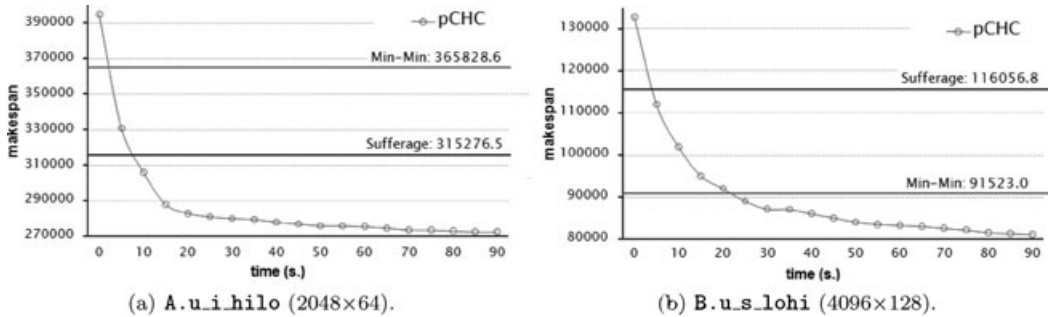 390000
370000
350000
330000
310000
290000
270000
makespan
pCHC
Min-Min: 365828.6
Sufferage: 315276.5
0 10 20 30 40 50 60 70 80 90
time (s.)
(a) A.u_i_hilo (2048×64).
130000
120000
110000
100000
90000
80000
makespan
pCHC
Sufferage: 116056.8
Min-Min: 91523.0
0 10 20 30 40 50 60 70 80 90
time (s.)
(b) B.u_s_lohi (4096×128).